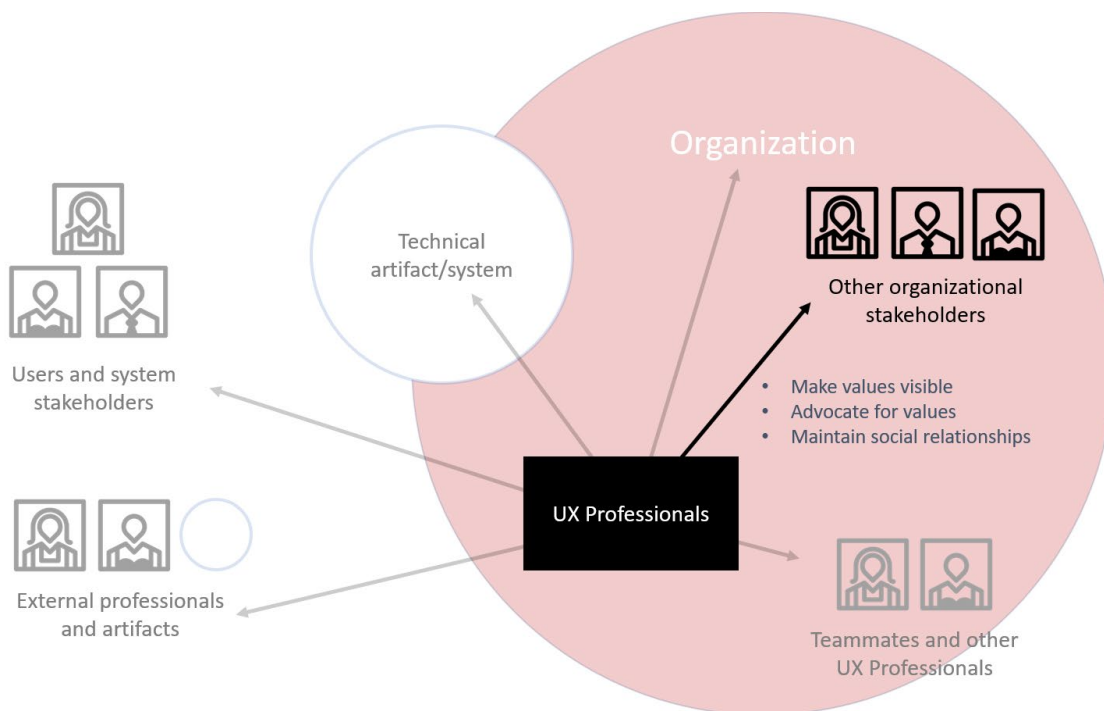 Organization
Technical
artifact/system
Other organizational
stakeholders
Users and system
stakeholders
• Make values visible
• Advocate for values
• Maintain social relationships
UX Professionals
External professionals
and artifacts
Teammates and other
UX Professionals